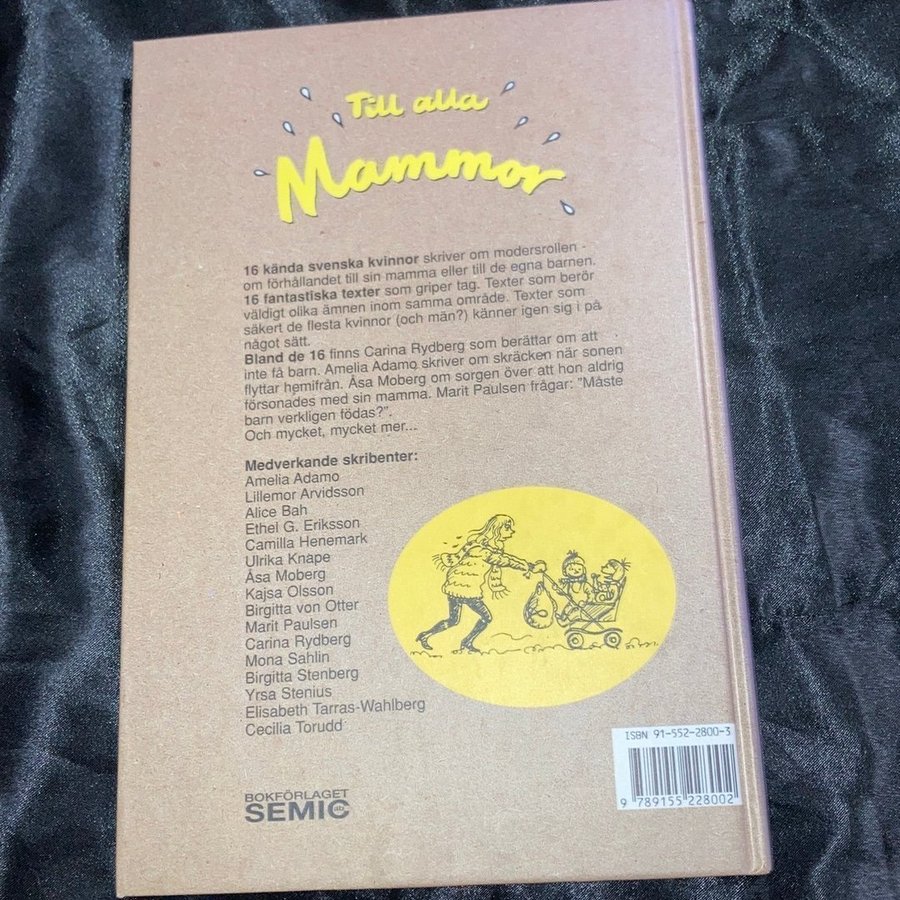 Till alla
Mammor
16 kända svenska kvinnor skriver om modersrollen -
om förhållandet till sin mamma eller till de egna barnen.
16 fantastiska texter som griper tag. Texter som berör
väldigt olika ämnen inom samma område. Texter som
säkert de flesta kvinnor (och män?) känner igen sig i på
något sätt.
Bland de 16 finns Carina Rydberg som berättar om att
inte få barn. Amelia Adamo skriver om skräcken när sonen
flyttar hemifrån. Åsa Moberg om sorgen över att hon aldrig
försonades med sin mamma. Marit Paulsen frågar: "Måste
barn verkligen födas?".
Och mycket, mycket mer...
Medverkande skribenter:
Amelia Adamo
Lillemor Arvidsson
Alice Bah
Ethel G. Eriksson
Camilla Henemark
Ulrika Knape
Åsa Moberg
Kajsa Olsson
Birgitta von Otter
Marit Paulsen
Carina Rydberg
Mona Sahlin
Birgitta Stenberg
Yrsa Stenius
Elisabeth Tarras-Wahlberg
Cecilia Torudd
ISBN 91-552-2800-3
9 789155 228002
BOKFÖRLAGET
SEMIC